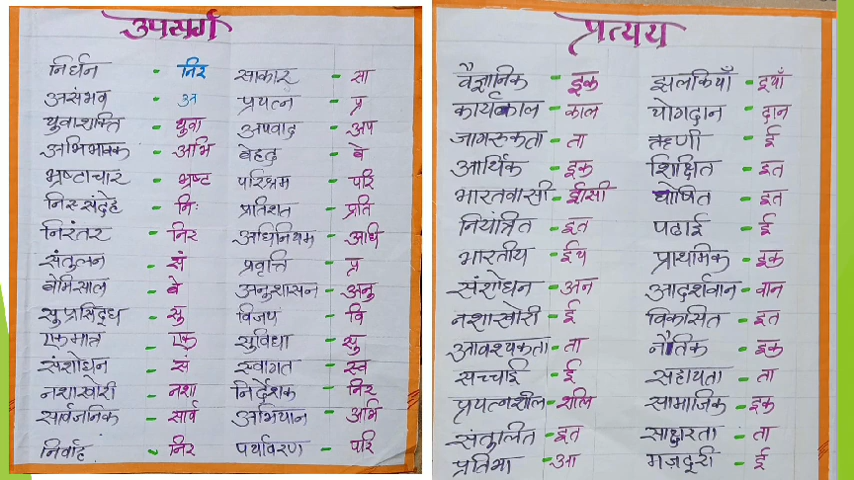 उपसर्ग
निर्धन - निर साकार - सा
असंभव - अ प्रयत्न - प्र
युवाशक्ति - युवा अपवाद - अप
अभिभावक - अभि बेहद - बे
भ्रष्टाचार - भ्रष्ट परिश्रम - परि
निस्संदेह - निः प्रतिशत - प्रति
निरंतर - निर अधिनियम - अधि
संतुलन - सं प्रवृत्ति - प्र
बेमिसाल - बे अनुशासन - अनु
सुप्रसिद्ध - सु विजय - वि
एकमात्र - एक सुविधा - सु
संशोधन - सं स्वागत - स्व
नशाखोरी - नशा निर्देशक - निर
सार्वजनिक - सार्व अभियान - अभि
निर्वाह - निर पर्यावरण - परि
प्रत्यय
वैज्ञानिक - इक झलकियाँ - इयाँ
कार्यकाल - काल योगदान - दान
जागरूकता - ता ऋणी - ई
आर्थिक - इक शिक्षित - इत
भारतवासी - ईसी घोषित - इत
नियंत्रित - इत पढाई - ई
भारतीय - ईय प्राथमिक - इक
संशोधन - अन आदर्शवान - वान
नशाखोरी - ई विकसित - इत
आवश्यकता - ता नैतिक - इक
सच्चाई - ई सहायता - ता
प्रयत्नशील - शील सामाजिक - इक
संतुलित - इत साक्षरता - ता
प्रतिमा - आ मज़दूरी - ई